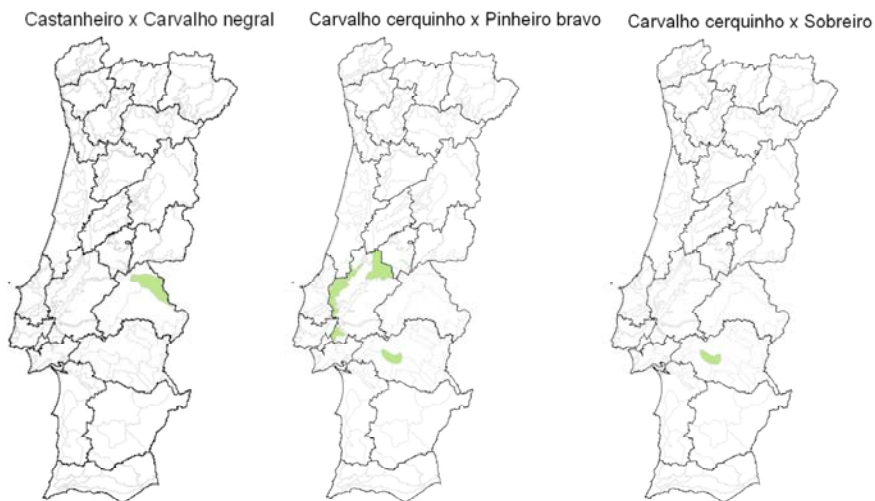 Castanheiro x Carvalho negral
Carvalho cerquinho x Pinheiro bravo
Carvalho cerquinho x Sobreiro